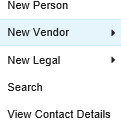 New Person
New Vendor
New Legal
Search
View Contact Details